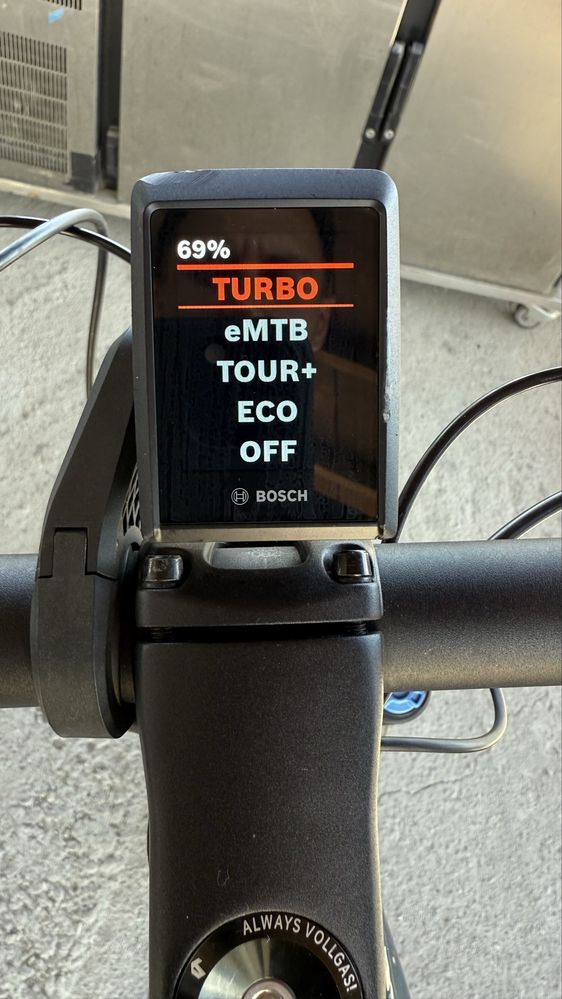 69%
TURBO
eMTB
TOUR+
ECO
OFF
BOSCH
ALWAYS VOLLGAS!